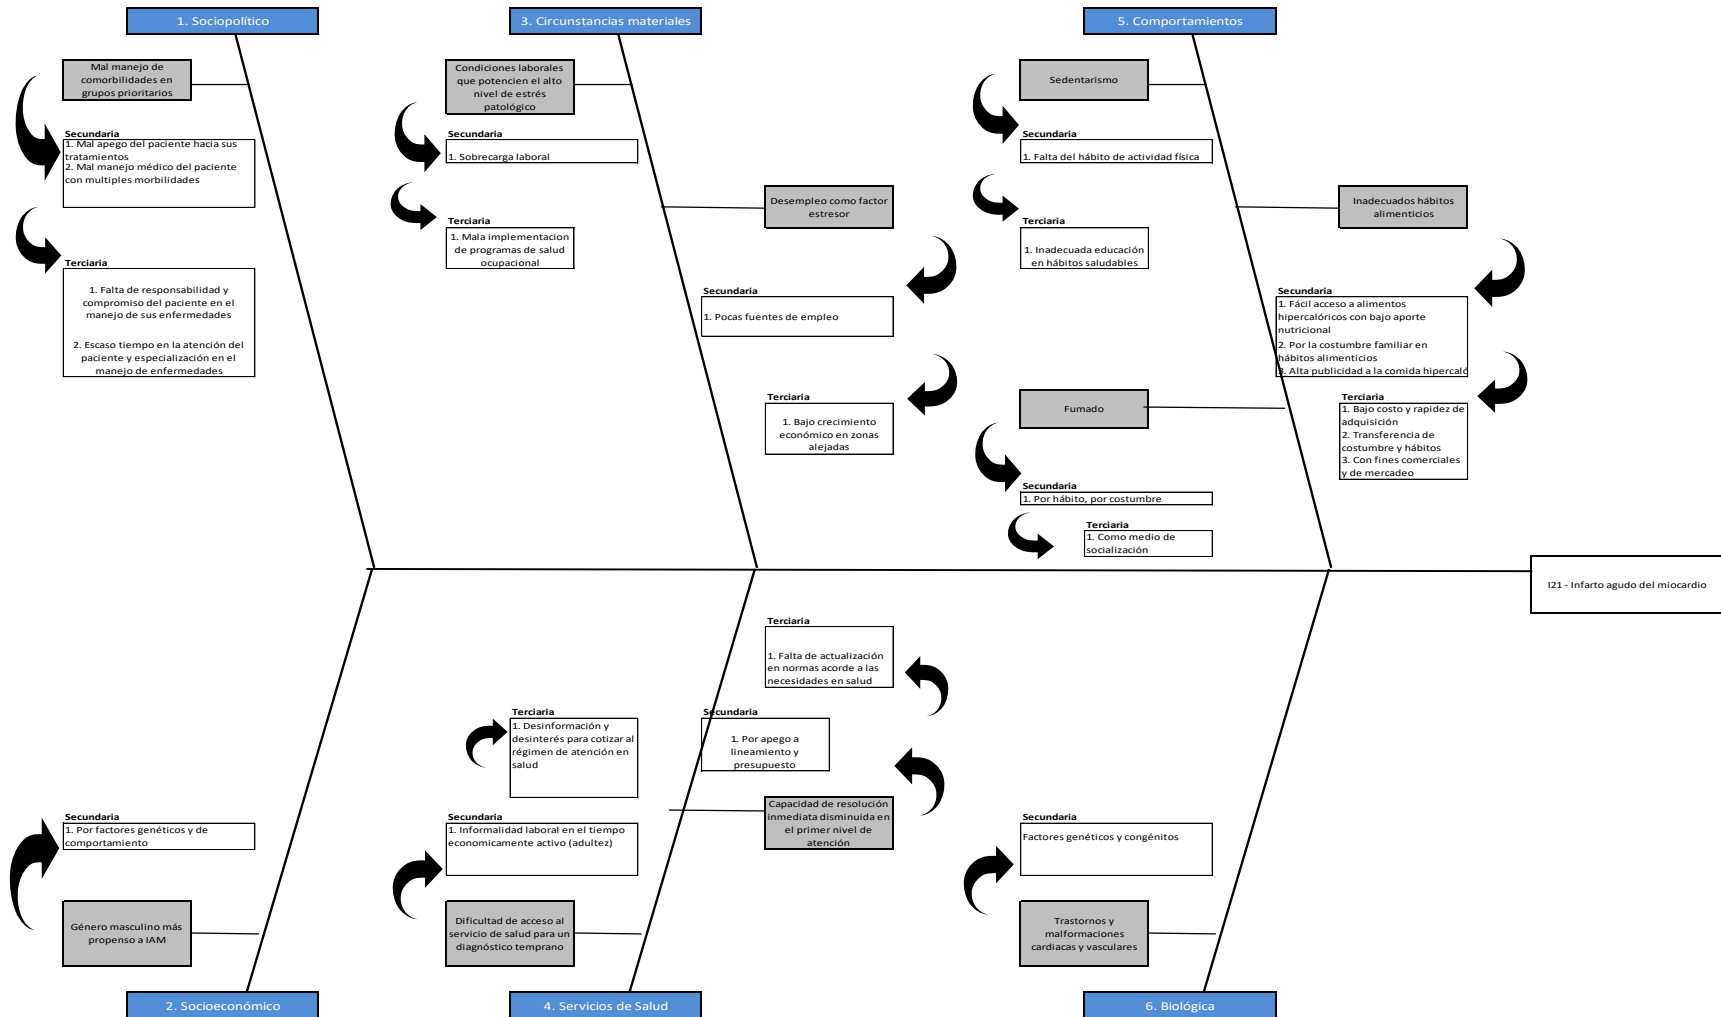 1. Sociopolítico
3. Circunstancias materiales
5. Comportamientos
Mal manejo de
comorbilidades en
grupos prioritarios
Secundaria
1. Mal apego del paciente hacia sus
tratamientos
2. Mal manejo médico del paciente
con multiples morbilidades
Terciaria
1. Falta de responsabilidad y
compromiso del paciente en el
manejo de sus enfermedades
2. Escaso tiempo en la atención del
paciente y especialización en el
manejo de enfermedades
Condiciones laborales
que potencien el alto
nivel de estrés
patológico
Secundaria
1. Sobrecarga laboral
Terciaria
1. Mala implementacion
de programas de salud
ocupacional
Desempleo como factor
estresor
Secundaria
1. Pocas fuentes de empleo
Terciaria
1. Bajo crecimiento
económico en zonas
alejadas
Sedentarismo
Secundaria
1. Falta del hábito de actividad física
Terciaria
1. Inadecuada educación
en hábitos saludables
Inadecuados hábitos
alimenticios
Secundaria
1. Fácil acceso a alimentos
hipercalóricos con bajo aporte
nutricional
2. Por la costumbre familiar en
hábitos alimenticios
3. Alta publicidad a la comida hipercaló
Terciaria
1. Bajo costo y rapidez de
adquisición
2. Transferencia de
costumbre y hábitos
3. Con fines comerciales
y de mercadeo
Fumado
Secundaria
1. Por hábito, por costumbre
Terciaria
1. Como medio de
socialización
I21 - Infarto agudo del miocardio
Secundaria
1. Por factores genéticos y de
comportamiento
Género masculino más
propenso a IAM
Terciaria
1. Desinformación y
desinterés para cotizar al
régimen de atención en
salud
Secundaria
1. Informalidad laboral en el tiempo
economicamente activo (adultez)
Dificultad de acceso al
servicio de salud para un
diagnóstico temprano
Terciaria
1. Falta de actualización
en normas acorde a las
necesidades en salud
Secundaria
1. Por apego a
lineamiento y
presupuesto
Capacidad de resolución
inmediata disminuida en
el primer nivel de
atención
Secundaria
Factores genéticos y congénitos
Trastornos y
malformaciones
cardiacas y vasculares
2. Socioeconómico
4. Servicios de Salud
6. Biológica